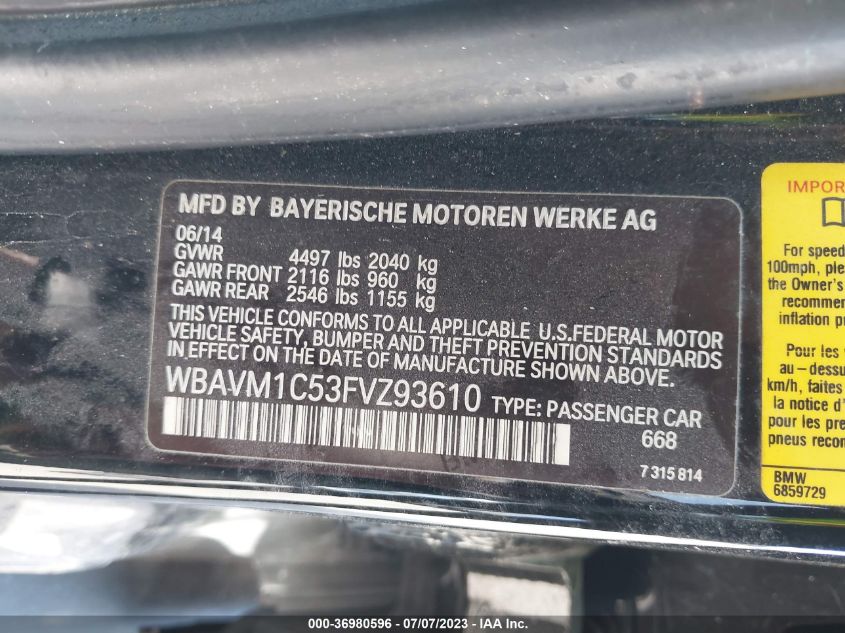 MFD BY BAYERISCHE MOTOREN WERKE AG
06/14
GVWR 4497 lbs 2040 kg
GAWR FRONT 2116 lbs 960 kg
GAWR REAR 2546 lbs 1155 kg
THIS VEHICLE CONFORMS TO ALL APPLICABLE U.S.FEDERAL MOTOR
VEHICLE SAFETY, BUMPER AND THEFT PREVENTION STANDARDS
IN EFFECT ON THE DATE OF MANUFACTURE SHOWN ABOVE.
WBAVM1C53FVZ93610 TYPE: PASSENGER CAR
668
7 315 814
For speed
100mph, ple
the Owner's
recommen
inflation p
Pour les
au-dessu
km/h, faites
la notice d'
pour les pre
pneus recon
BMW
6859729
000-36980596 - 07/07/2023 - © IAA Inc.